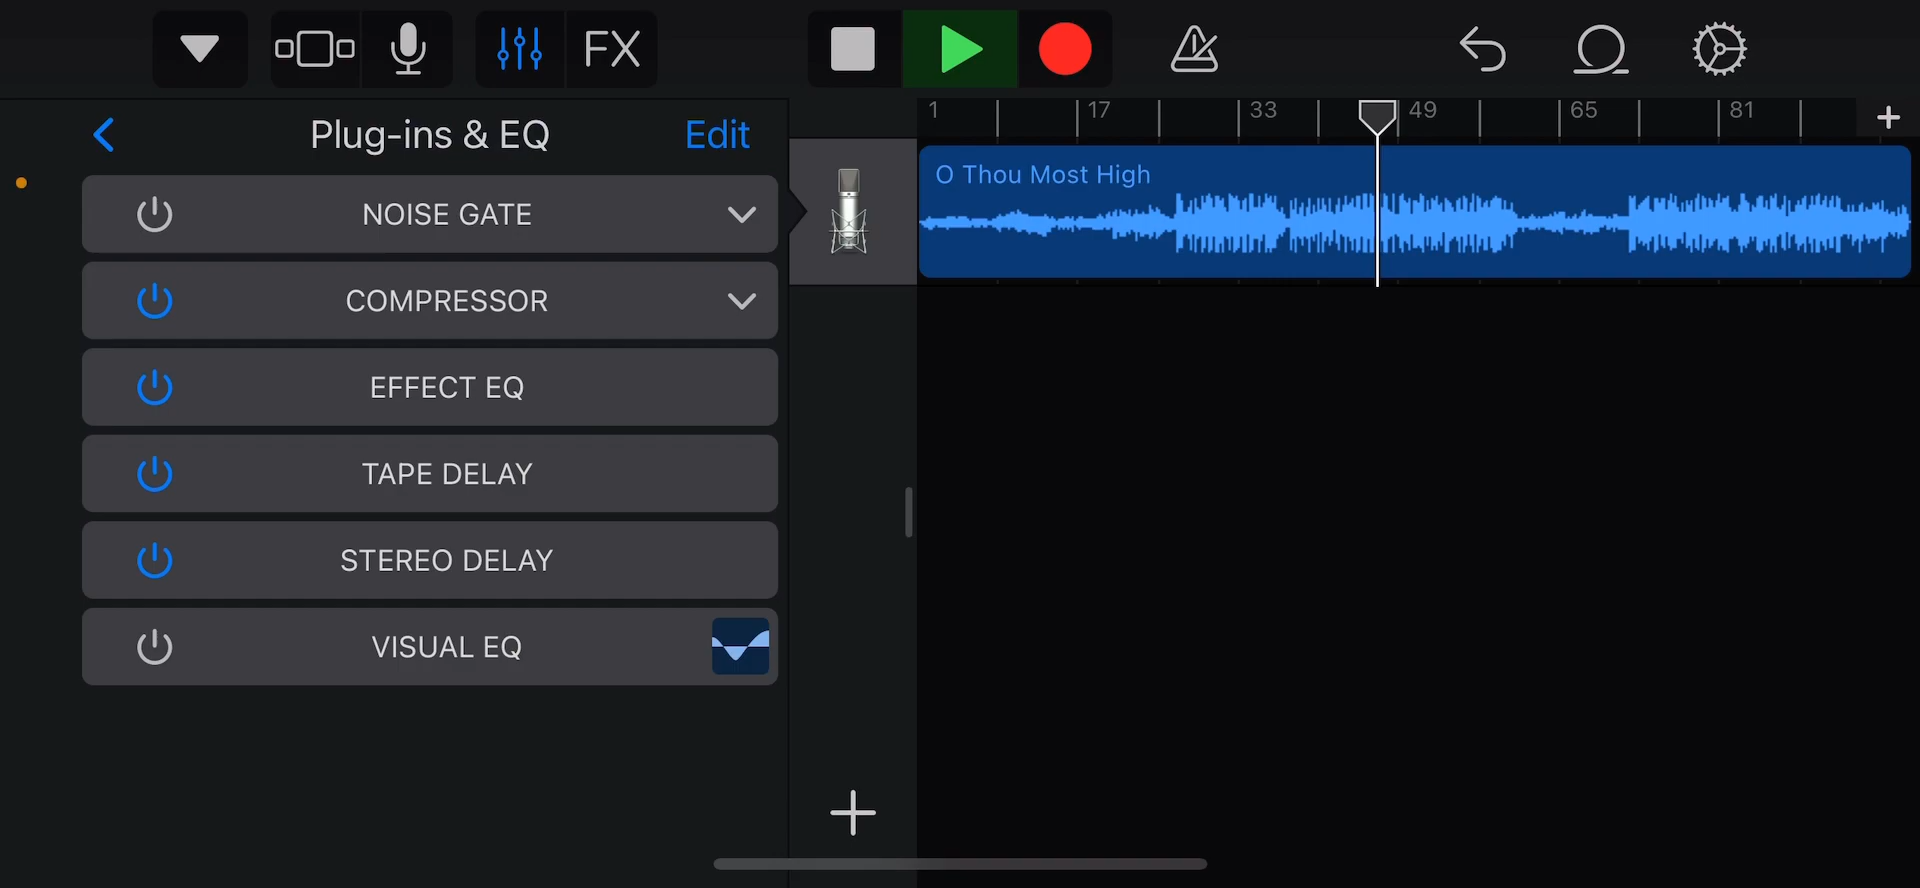 FX
Plug-ins & EQ
Edit
NOISE GATE
COMPRESSOR
EFFECT EQ
TAPE DELAY
STEREO DELAY
VISUAL EQ
1 17 33 49 65 81
O Thou Most High